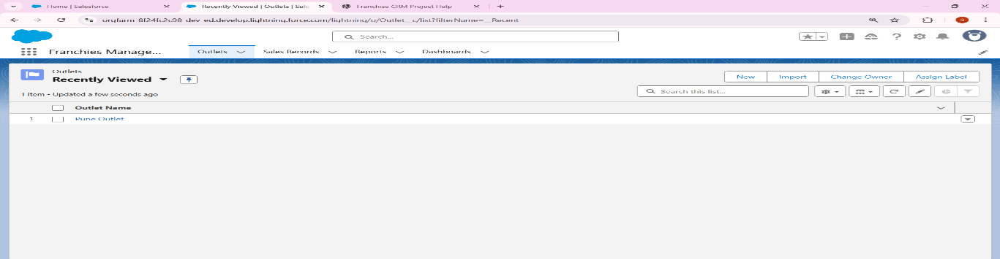 Home | Salesforce
Recently Viewed | Outlets | Sale
Franchise CRM Project Help
orgfarm-8f24fc2c98-dev-ed.develop.lightning.force.com/lightning/o/Outlet__c/list?filterName=__Recent
Search...
Franchies Manage...
Outlets
Sales Records
Reports
Dashboards
Outlets
Recently Viewed
New
Import
Change Owner
Assign Label
1 item • Updated a few seconds ago
Search this list...
Outlet Name
1
Pune Outlet